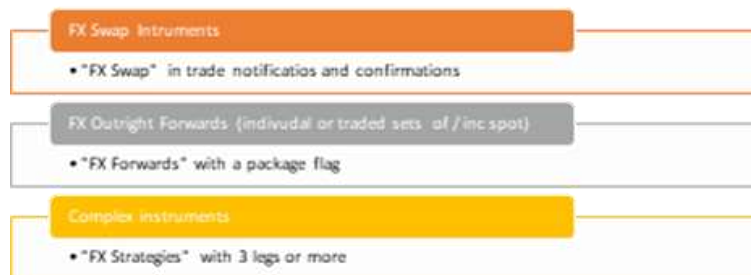 FX Swap Intruments
• "FX Swap" in trade notificatios and confirmations
FX Outright Forwards (indivudal or traded sets of / inc spot)
• "FX Forwards" with a package flag
Complex instruments
• "FX Strategies" with 3 legs or more